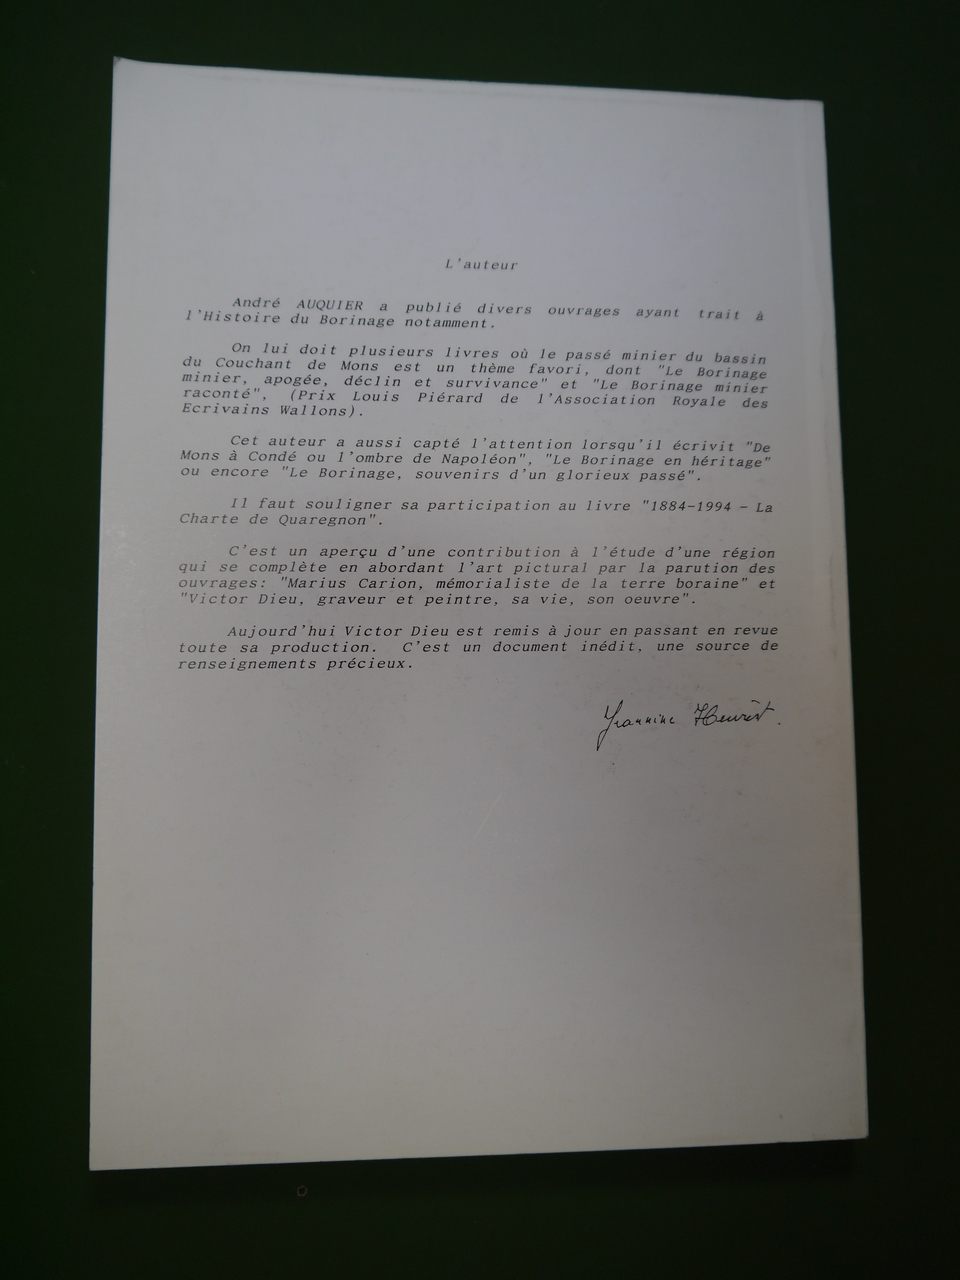 L'auteur
André AUQUIER a publié divers ouvrages ayant trait à
l'Histoire du Borinage notamment.
On lui doit plusieurs livres où le passé minier du bassin
du Couchant de Mons est un thème favori, dont "Le Borinage
minier, apogée, déclin et survivance" et "Le Borinage minier
raconté", (Prix Louis Piérard de l'Association Royale des
Ecrivains Wallons).
Cet auteur a aussi capté l'attention lorsqu'il écrivit "De
Mons à Condé ou l'ombre de Napoléon", "Le Borinage en héritage"
ou encore "Le Borinage, souvenirs d'un glorieux passé".
Il faut souligner sa participation au livre "1884-1994 - La
Charte de Quaregnon".
C'est un aperçu d'une contribution à l'étude d'une région
qui se complète en abordant l'art pictural par la parution des
ouvrages: "Marius Carion, mémorialiste de la terre boraine" et
"Victor Dieu, graveur et peintre, sa vie, son oeuvre".
Aujourd'hui Victor Dieu est remis à jour en passant en revue
toute sa production. C'est un document inédit, une source de
renseignements précieux.
Jeannine